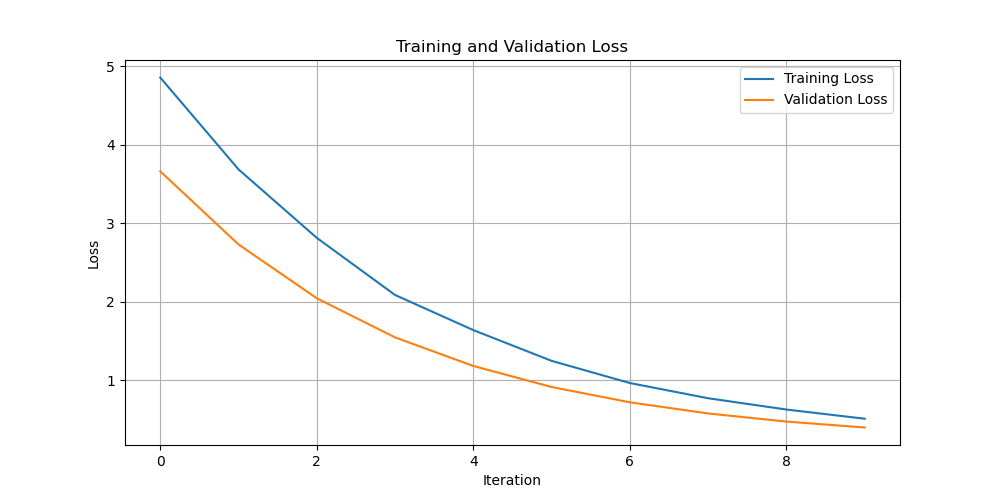 Training and Validation Loss
Training Loss
Validation Loss
5
4
3
2
1
Loss
0 2 4 6 8
Iteration